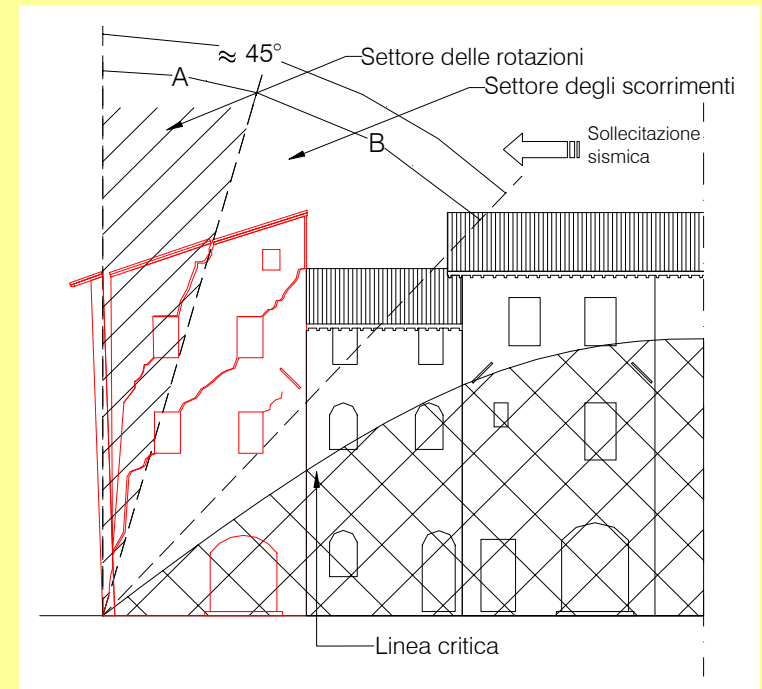 ≈ 45°
Settore delle rotazioni
A
Settore degli scorrimenti
B
Sollecitazione
sismica
Linea critica